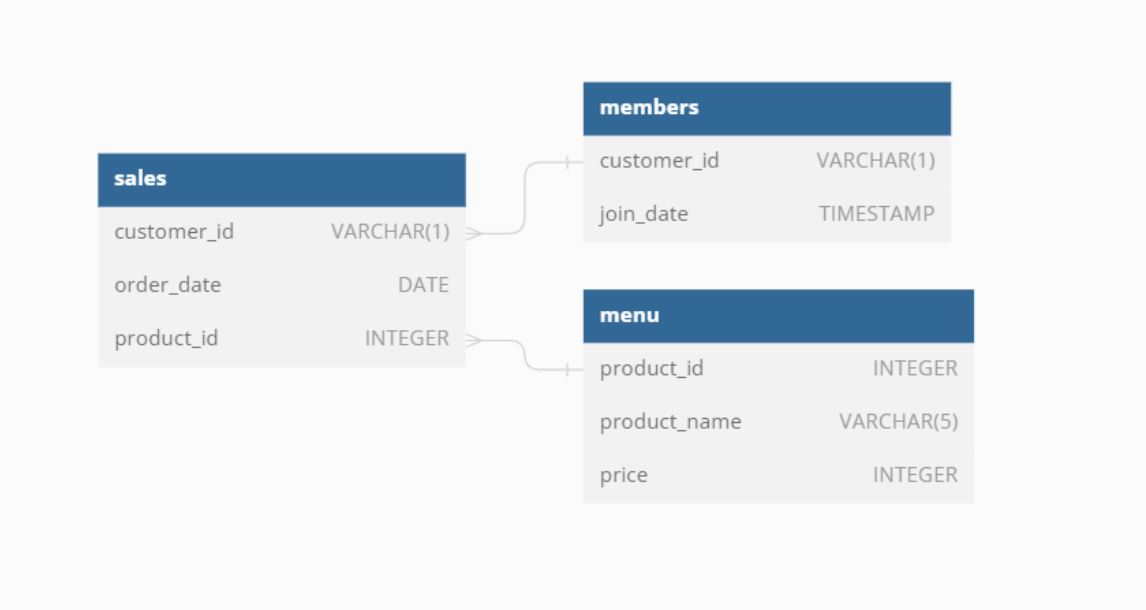 sales
customer_id VARCHAR(1)
order_date DATE
product_id INTEGER
members
customer_id VARCHAR(1)
join_date TIMESTAMP
menu
product_id INTEGER
product_name VARCHAR(5)
price INTEGER